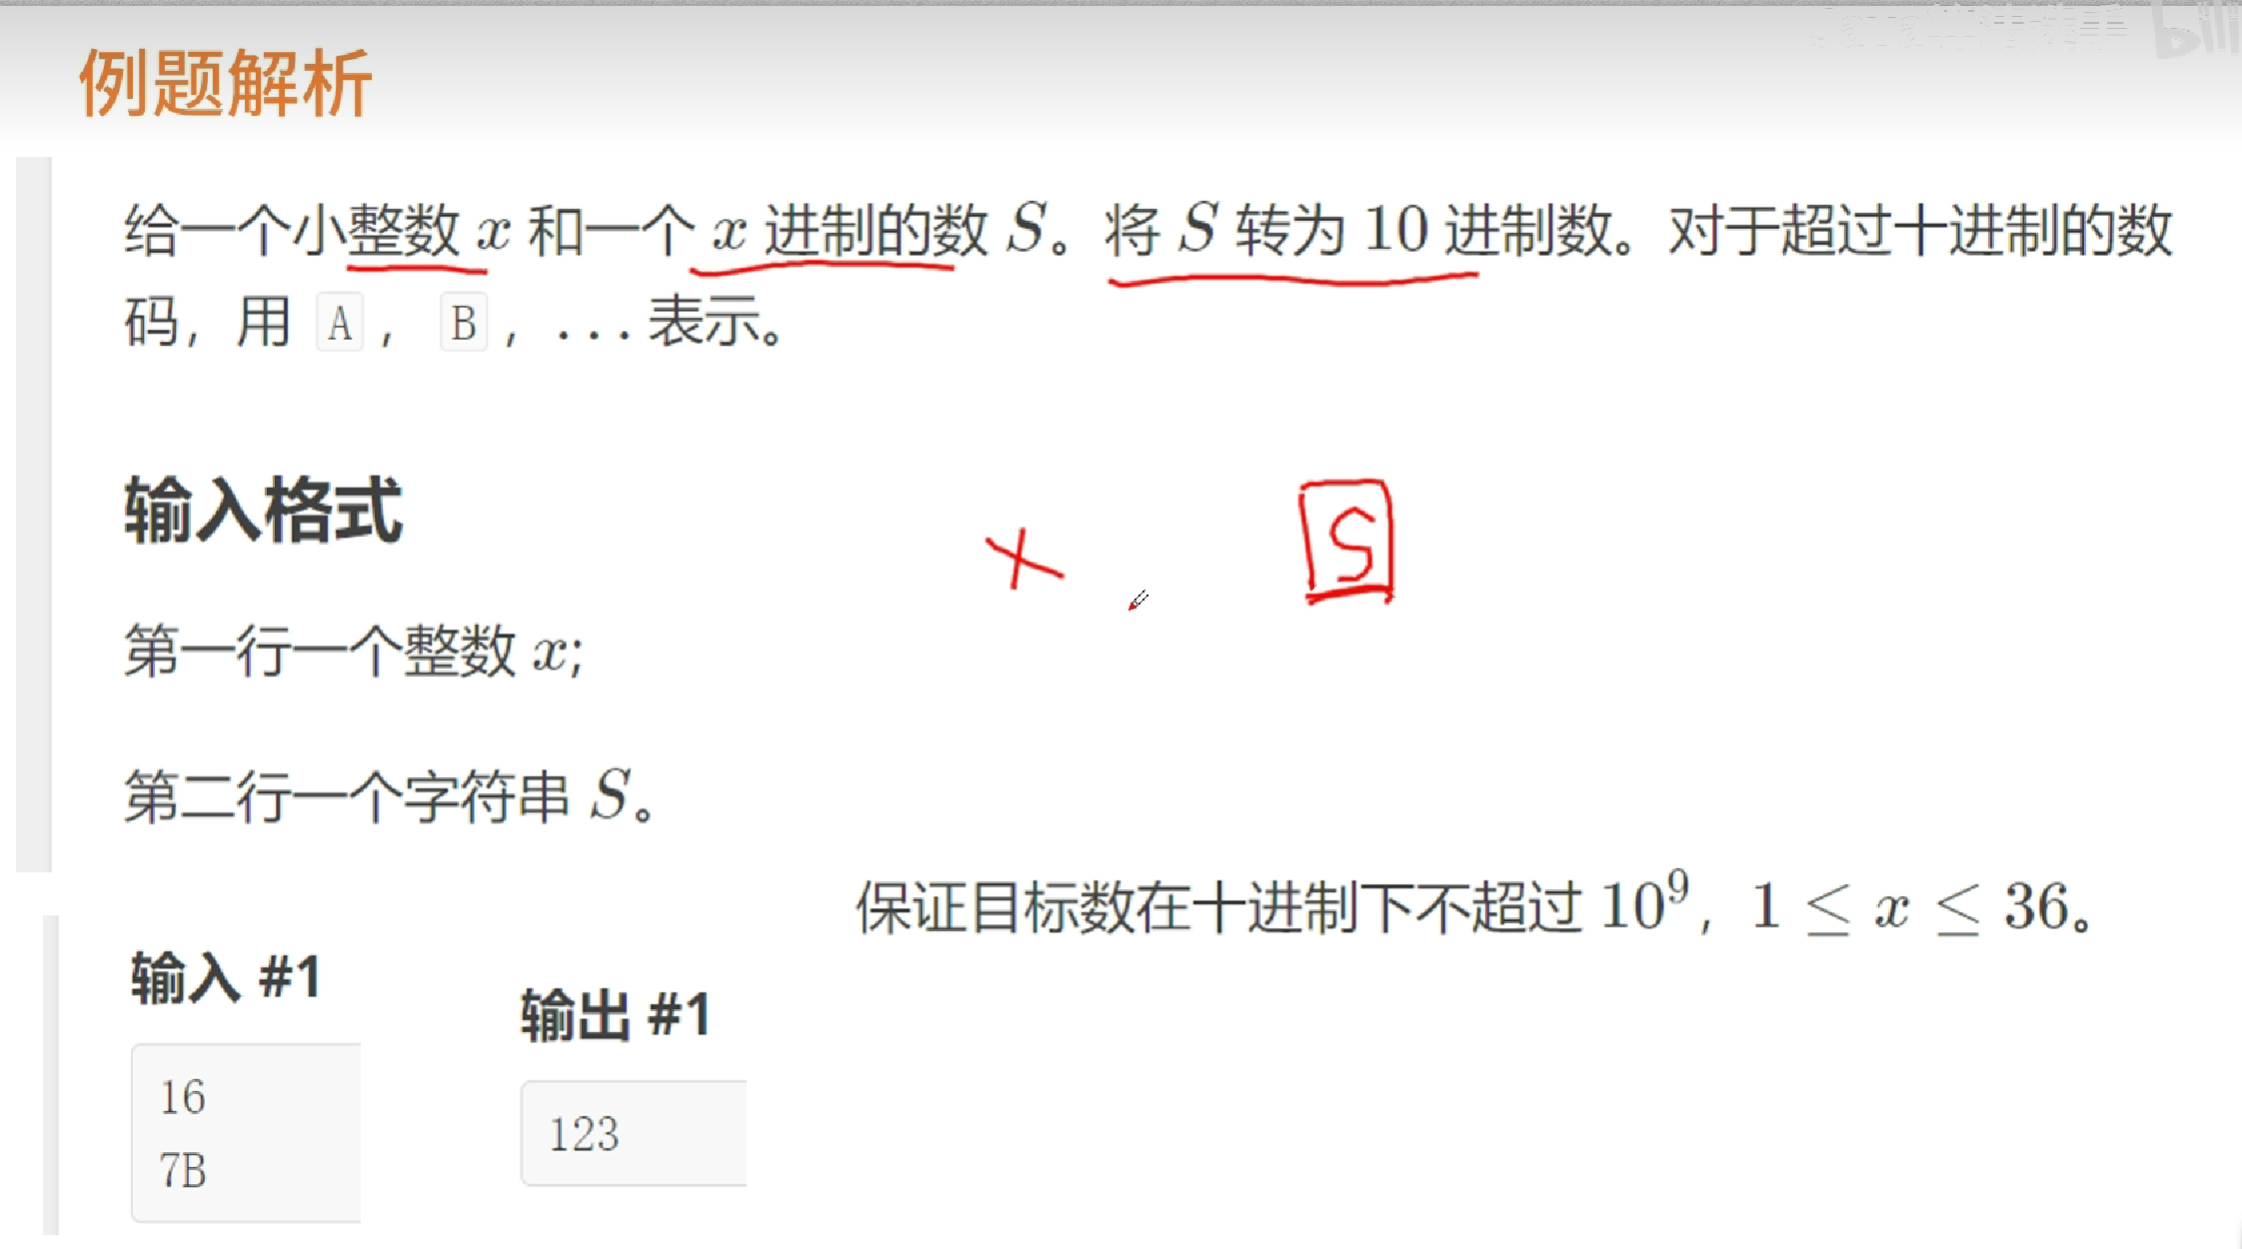 例题解析
给一个小整数 x 和一个 x 进制的数 S。将 S 转为 10 进制数。对于超过十进制的数
码，用 A， B，... 表示。
输入格式
x S
第一行一个整数 x;
第二行一个字符串 S。
保证目标数在十进制下不超过 10⁹，1 ≤ x ≤ 36。
输入 #1
16
7B
输出 #1
123